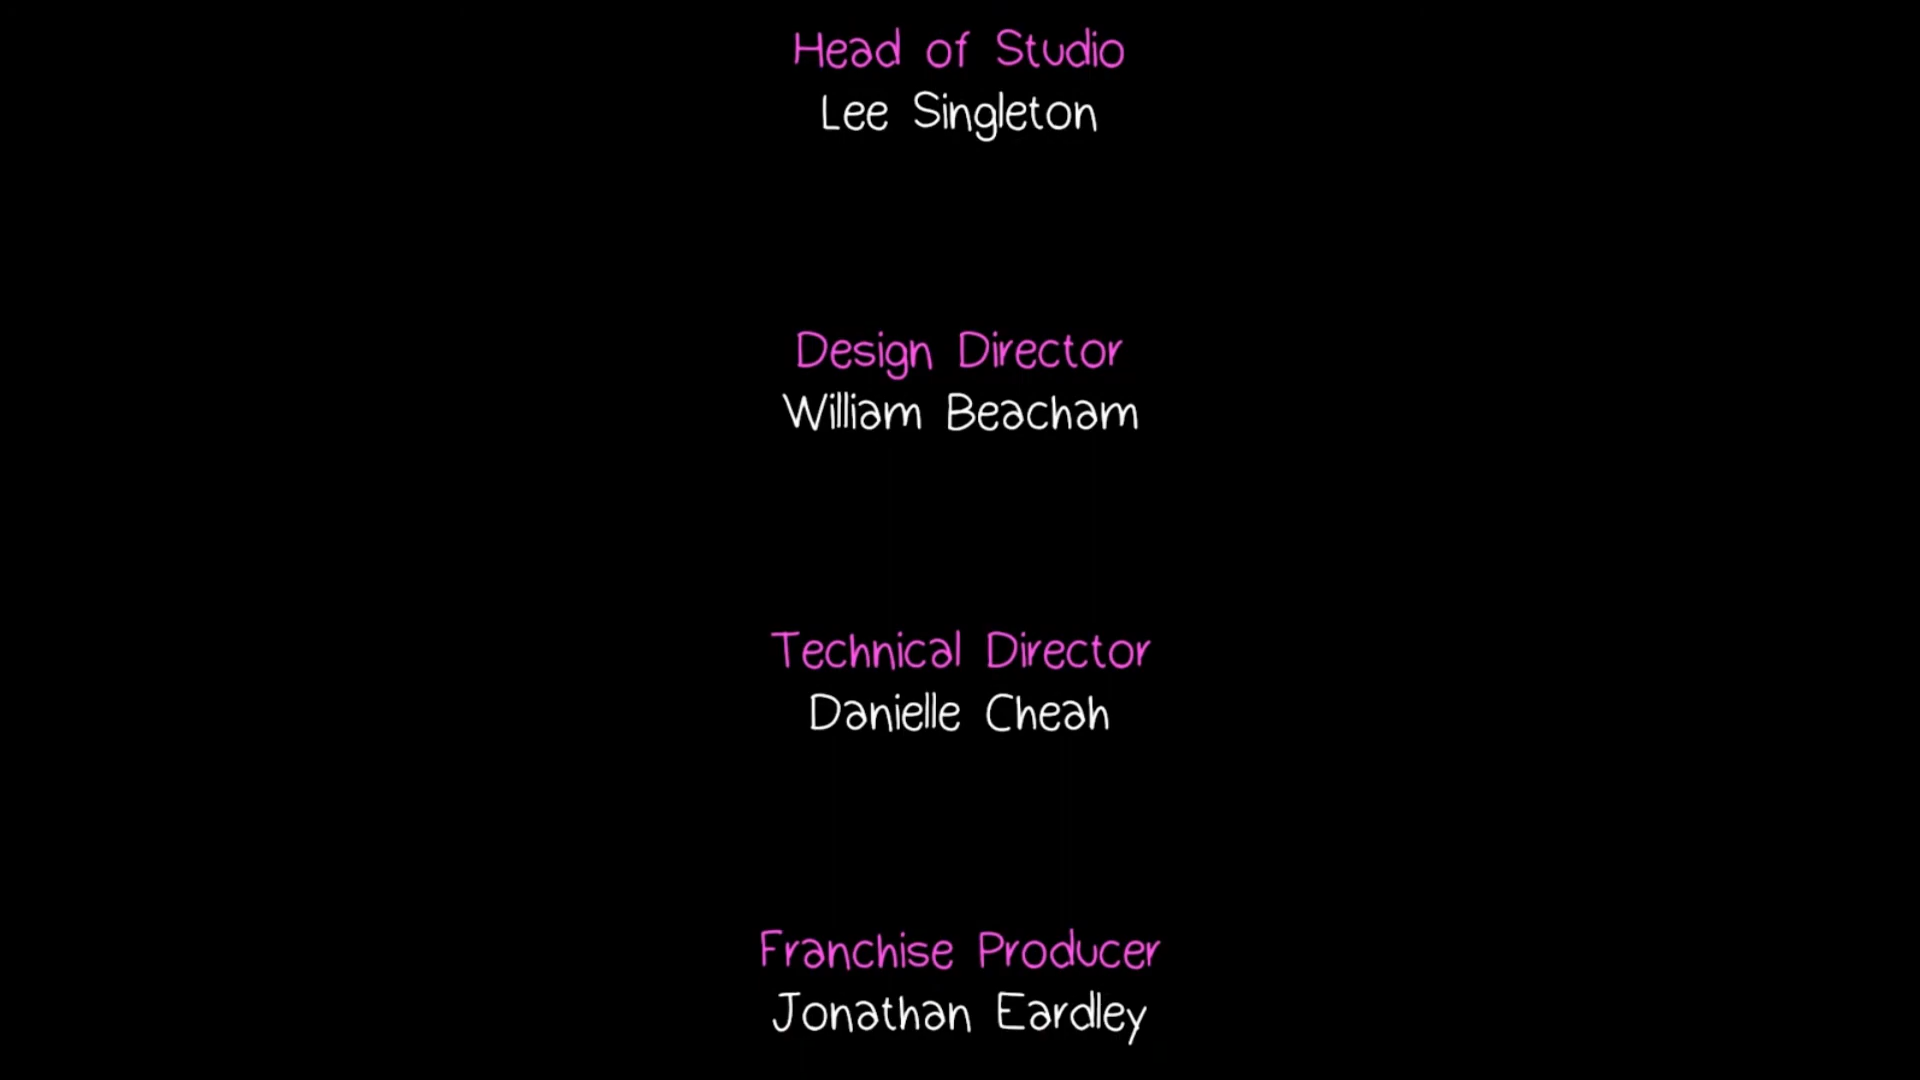 Head of Studio
Lee Singleton
Design Director
William Beacham
Technical Director
Danielle Cheah
Franchise Producer
Jonathan Eardley